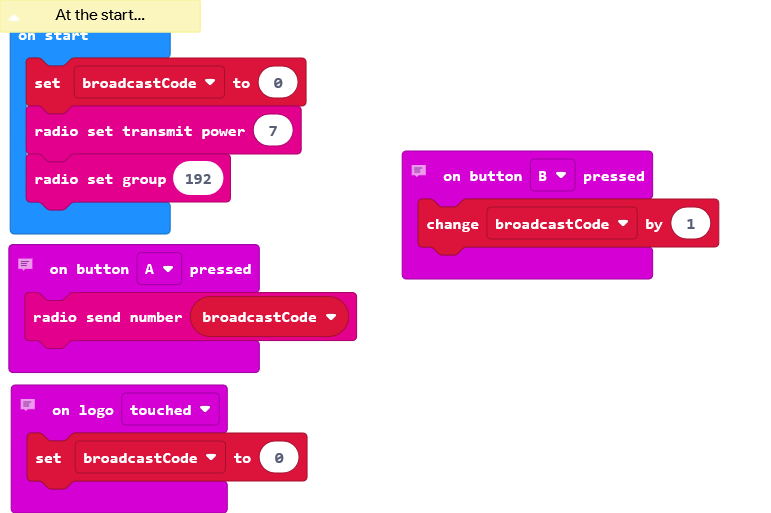 At the start...
on start
set broadcastCode to 0
radio set transmit power 7
radio set group 192
on button A pressed
radio send number broadcastCode
on logo touched
set broadcastCode to 0
on button B pressed
change broadcastCode by 1